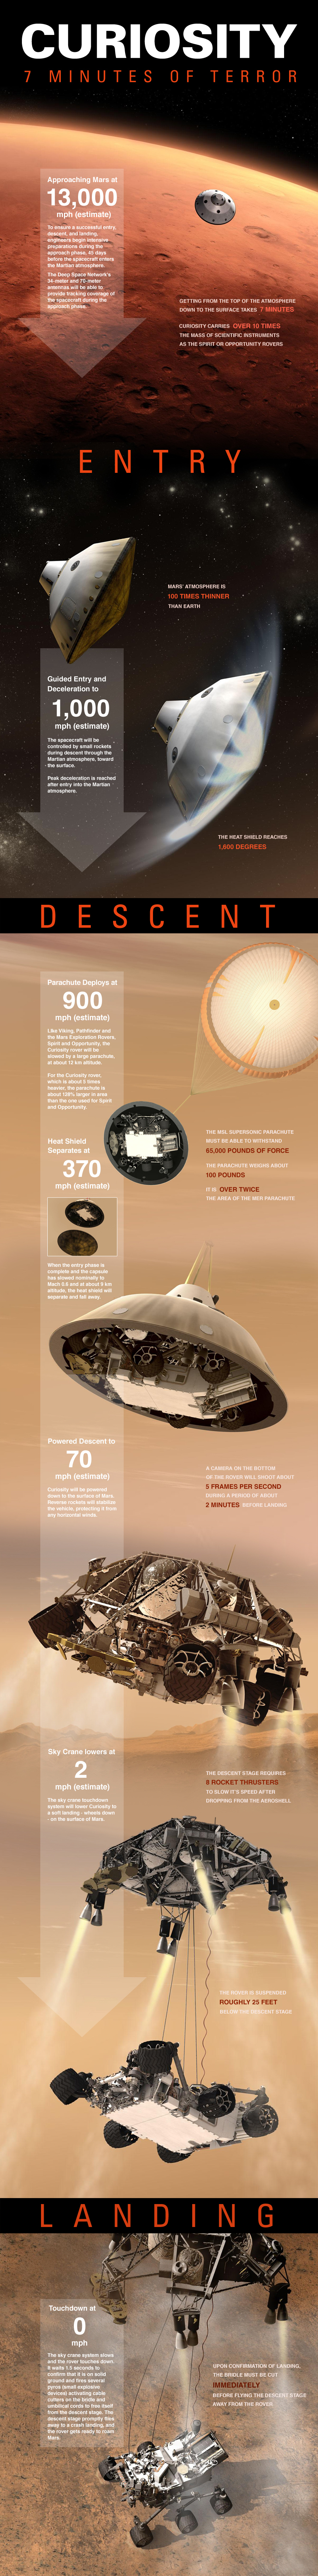 CURIOSITY
7 MINUTES OF TERROR
Approaching Mars at
13,000
mph (estimate)
To ensure a successful entry,
descent, and landing,
engineers begin intensive
preparations during the
approach phase, 45 days
before the spacecraft enters
the Martian atmosphere.
The Deep Space Network's
34-meter and 70-meter
antennas will be able to
provide tracking coverage of
the spacecraft during the
approach phase.
GETTING FROM THE TOP OF THE ATMOSPHERE
DOWN TO THE SURFACE TAKES 7 MINUTES
CURIOSITY CARRIES OVER 10 TIMES
THE MASS OF SCIENTIFIC INSTRUMENTS
AS THE SPIRIT OR OPPORTUNITY ROVERS
ENTRY
MARS' ATMOSPHERE IS
100 TIMES THINNER
THAN EARTH
Guided Entry and
Deceleration to
1,000
mph (estimate)
The spacecraft will be
controlled by small rockets
during descent through the
Martian atmosphere, toward
the surface.
Peak deceleration is reached
after entry into the Martian
atmosphere.
THE HEAT SHIELD REACHES
1,600 DEGREES
DESCENT
Parachute Deploys at
900
mph (estimate)
Like Viking, Pathfinder and
the Mars Exploration Rovers,
Spirit and Opportunity, the
Curiosity rover will be
slowed by a large parachute,
at about 12 km altitude.
For the Curiosity rover,
which is about 5 times
heavier, the parachute is
about 128% larger in area
than the one used for Spirit
and Opportunity.
THE MSL SUPERSONIC PARACHUTE
MUST BE ABLE TO WITHSTAND
65,000 POUNDS OF FORCE
THE PARACHUTE WEIGHS ABOUT
100 POUNDS
IT IS OVER TWICE
THE AREA OF THE MER PARACHUTE
Heat Shield
Separates at
370
mph (estimate)
When the entry phase is
complete and the capsule
has slowed nominally to
Mach 0.6 and at about 9 km
altitude, the heat shield will
separate and fall away.
Powered Descent to
70
mph (estimate)
Curiosity will be powered
down to the surface of Mars.
Reverse rockets will stabilize
the vehicle, protecting it from
any horizontal winds.
A CAMERA ON THE BOTTOM
OF THE ROVER WILL SHOOT ABOUT
5 FRAMES PER SECOND
DURING A PERIOD OF ABOUT
2 MINUTES BEFORE LANDING
Sky Crane lowers at
2
mph (estimate)
The sky crane touchdown
system will lower Curiosity to
a soft landing - wheels down
- on the surface of Mars.
THE DESCENT STAGE REQUIRES
8 ROCKET THRUSTERS
TO SLOW IT'S SPEED AFTER
DROPPING FROM THE AEROSHELL
THE ROVER IS SUSPENDED
ROUGHLY 25 FEET
BELOW THE DESCENT STAGE
LANDING
Touchdown at
0
mph
The sky crane system slows
and the rover touches down.
It waits 1.5 seconds to
confirm that it is on solid
ground and fires several
pyros (small explosive
devices) activating cable
cutters on the bridle and
umbilical cords to free itself
from the descent stage. The
descent stage promptly flies
away to a crash landing, and
the rover gets ready to roam
Mars.
UPON CONFIRMATION OF LANDING,
THE BRIDLE MUST BE CUT
IMMEDIATELY
BEFORE FLYING THE DESCENT STAGE
AWAY FROM THE ROVER